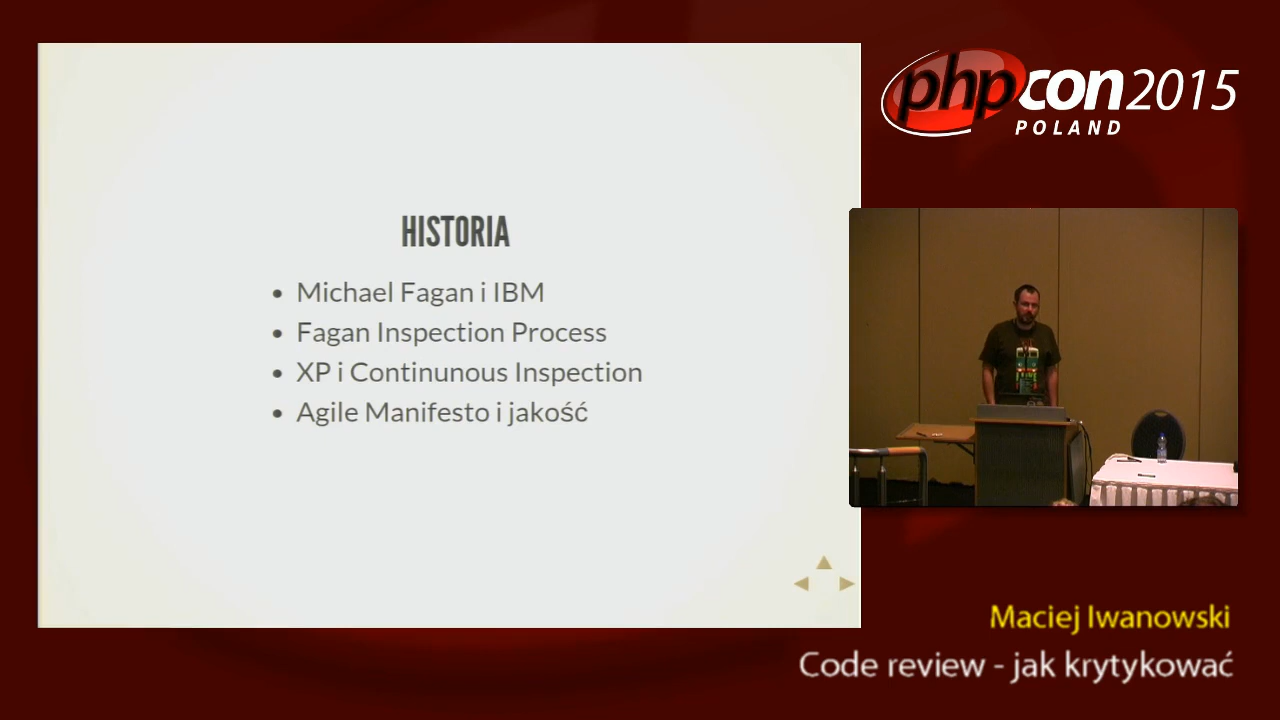 HISTORIA
Michael Fagan i IBM
Fagan Inspection Process
XP i Continunous Inspection
Agile Manifesto i jakość
phpcon2015
POLAND
Maciej Iwanowski
Code review - jak krytykować